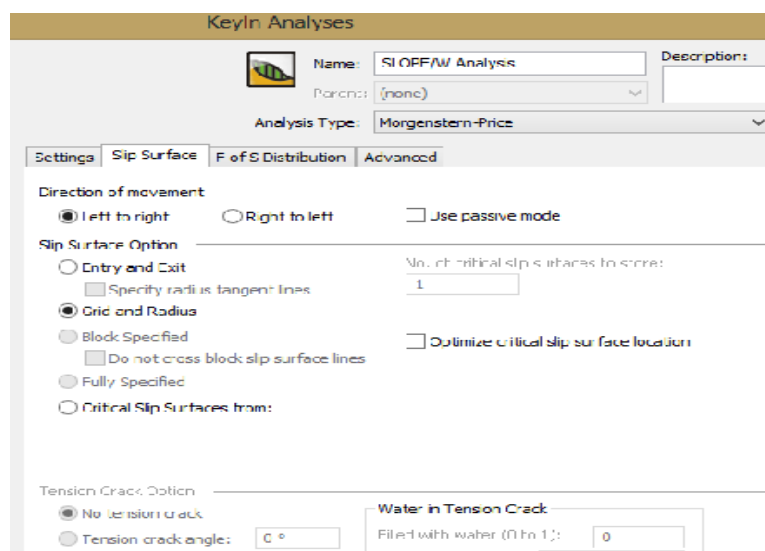 KeyIn Analyses
Name: SLOPE/W Analysis Description:
Parent: (none)
Analysis Type: Morgenstern-Price
Settings Slip Surface F of S Distribution Advanced
Direction of movement
Left to right Right to left Use passive mode
Slip Surface Option
Entry and Exit No. of critical slip surfaces to store:
Specify radius tangent lines 1
Grid and Radius
Block Specified Optimize critical slip surface location
Do not cross block slip surface lines
Fully Specified
Critical Slip Surfaces from:
Tension Crack Option
No tension crack Water in Tension Crack
Tension crack angle: 0 ° Filled with water (0 to 1): 0